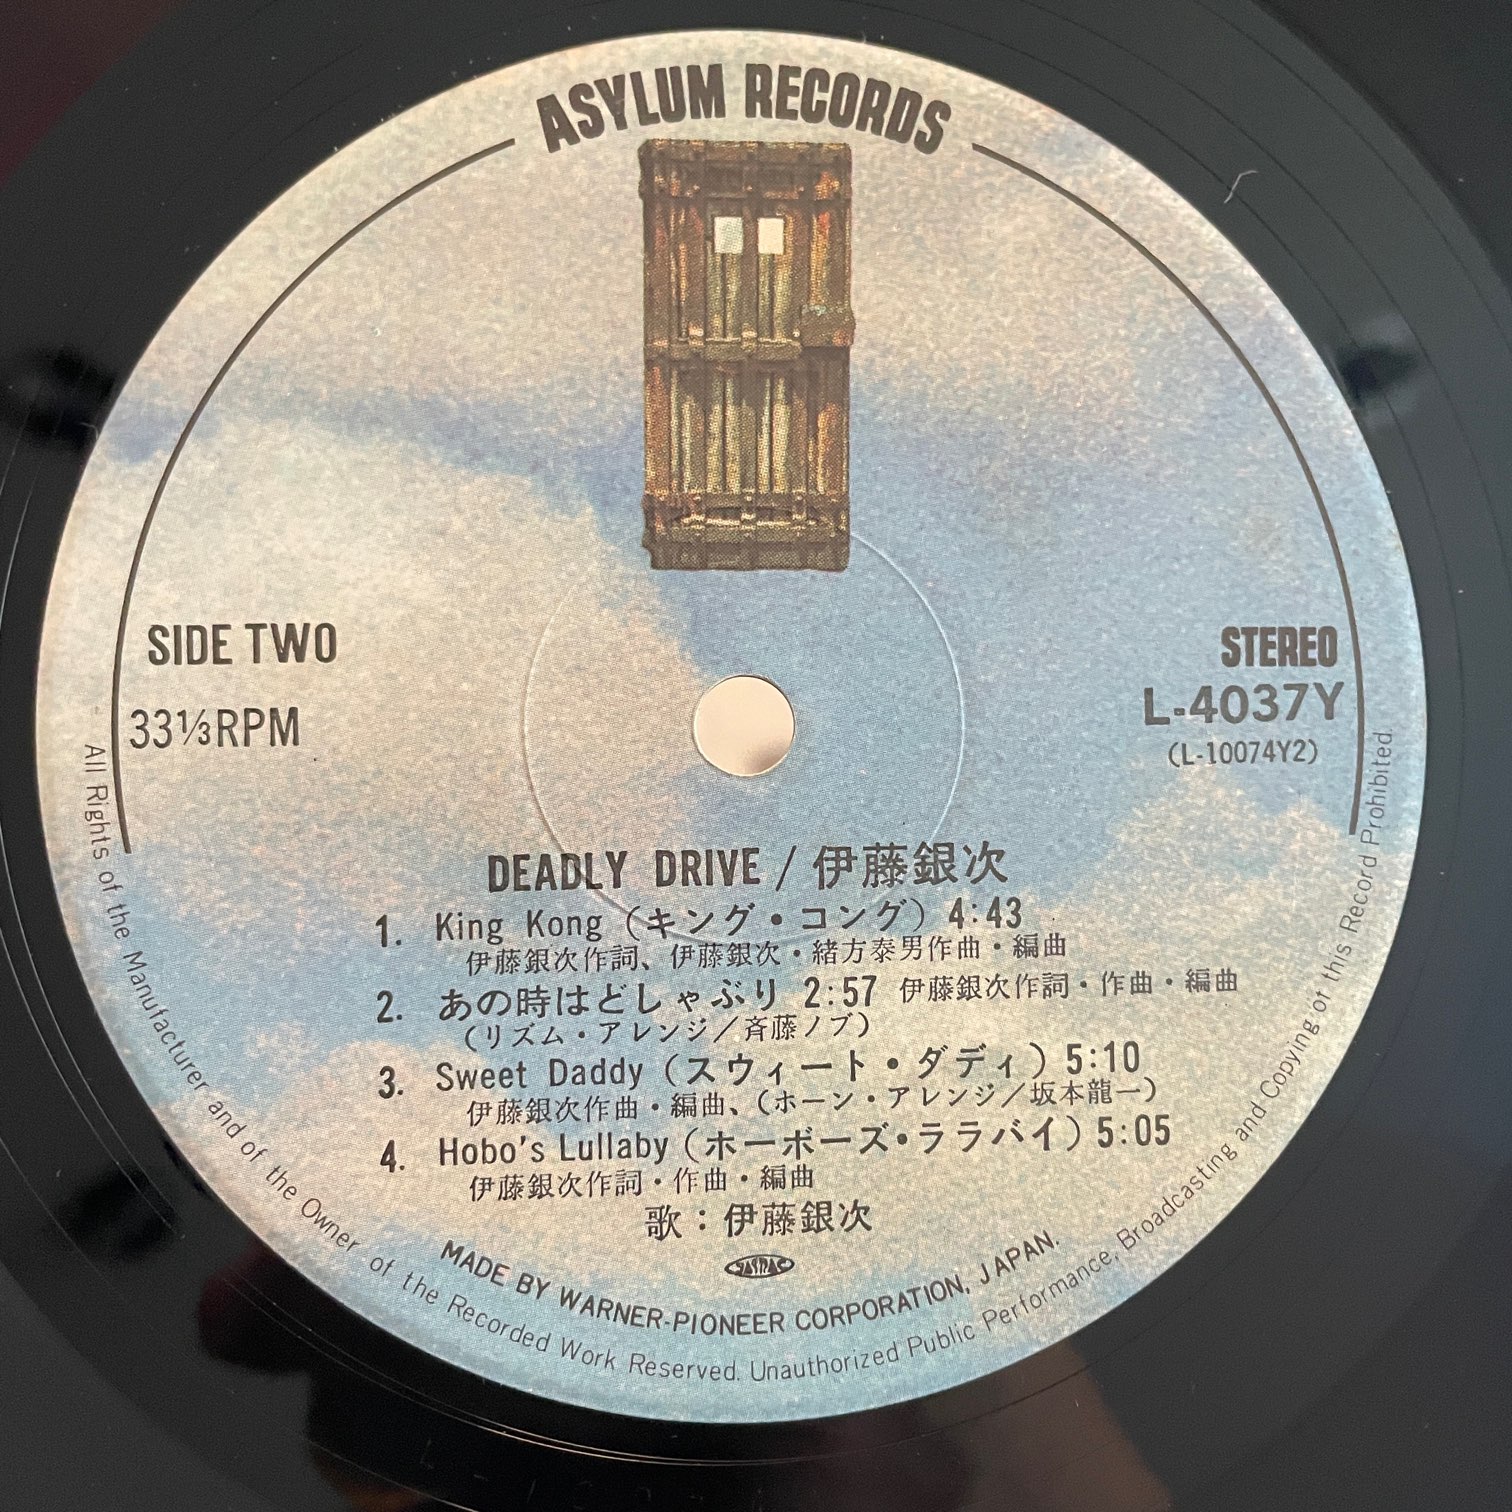 ASYLUM RECORDS
SIDE TWO
33⅓RPM
STEREO
L-4037Y
(L-10074Y2)
DEADLY DRIVE / 伊藤銀次
1. King Kong (キング・コング) 4:43
伊藤銀次作詞、伊藤銀次・緒方泰男作曲・編曲
2. あの時はどしゃぶり 2:57 伊藤銀次作詞・作曲・編曲
(リズム・アレンジ／斉藤ノブ)
3. Sweet Daddy (スウィート・ダディ) 5:10
伊藤銀次作曲・編曲、(ホーン・アレンジ／坂本龍一)
4. Hobo's Lullaby (ホーボーズ・ララバイ) 5:05
伊藤銀次作詞・作曲・編曲
歌：伊藤銀次
JASRAC
MADE BY WARNER-PIONEER CORPORATION, JAPAN.
All Rights of the Manufacturer and of the Owner of the Recorded Work Reserved. Unauthorized Public Performance, Broadcasting and Copying of this Record Prohibited.